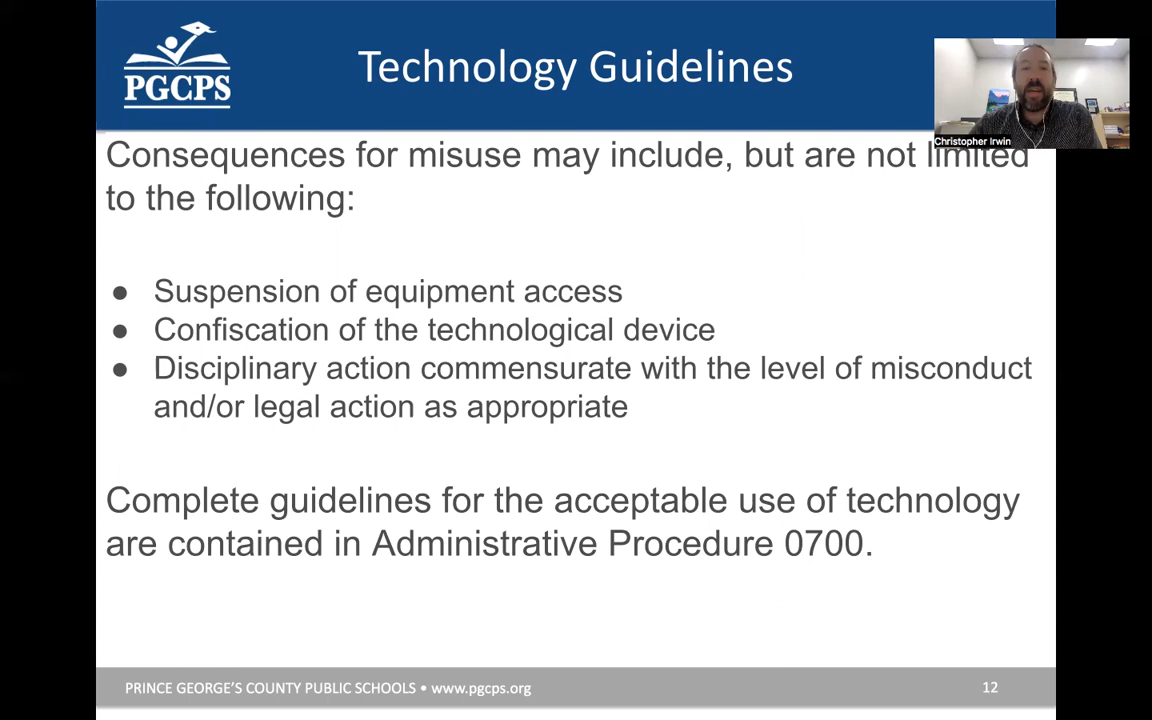 PGCPS
Technology Guidelines
Christopher Irwin
Consequences for misuse may include, but are not limited
to the following:
● Suspension of equipment access
● Confiscation of the technological device
● Disciplinary action commensurate with the level of misconduct
and/or legal action as appropriate
Complete guidelines for the acceptable use of technology
are contained in Administrative Procedure 0700.
PRINCE GEORGE'S COUNTY PUBLIC SCHOOLS • www.pgcps.org
12